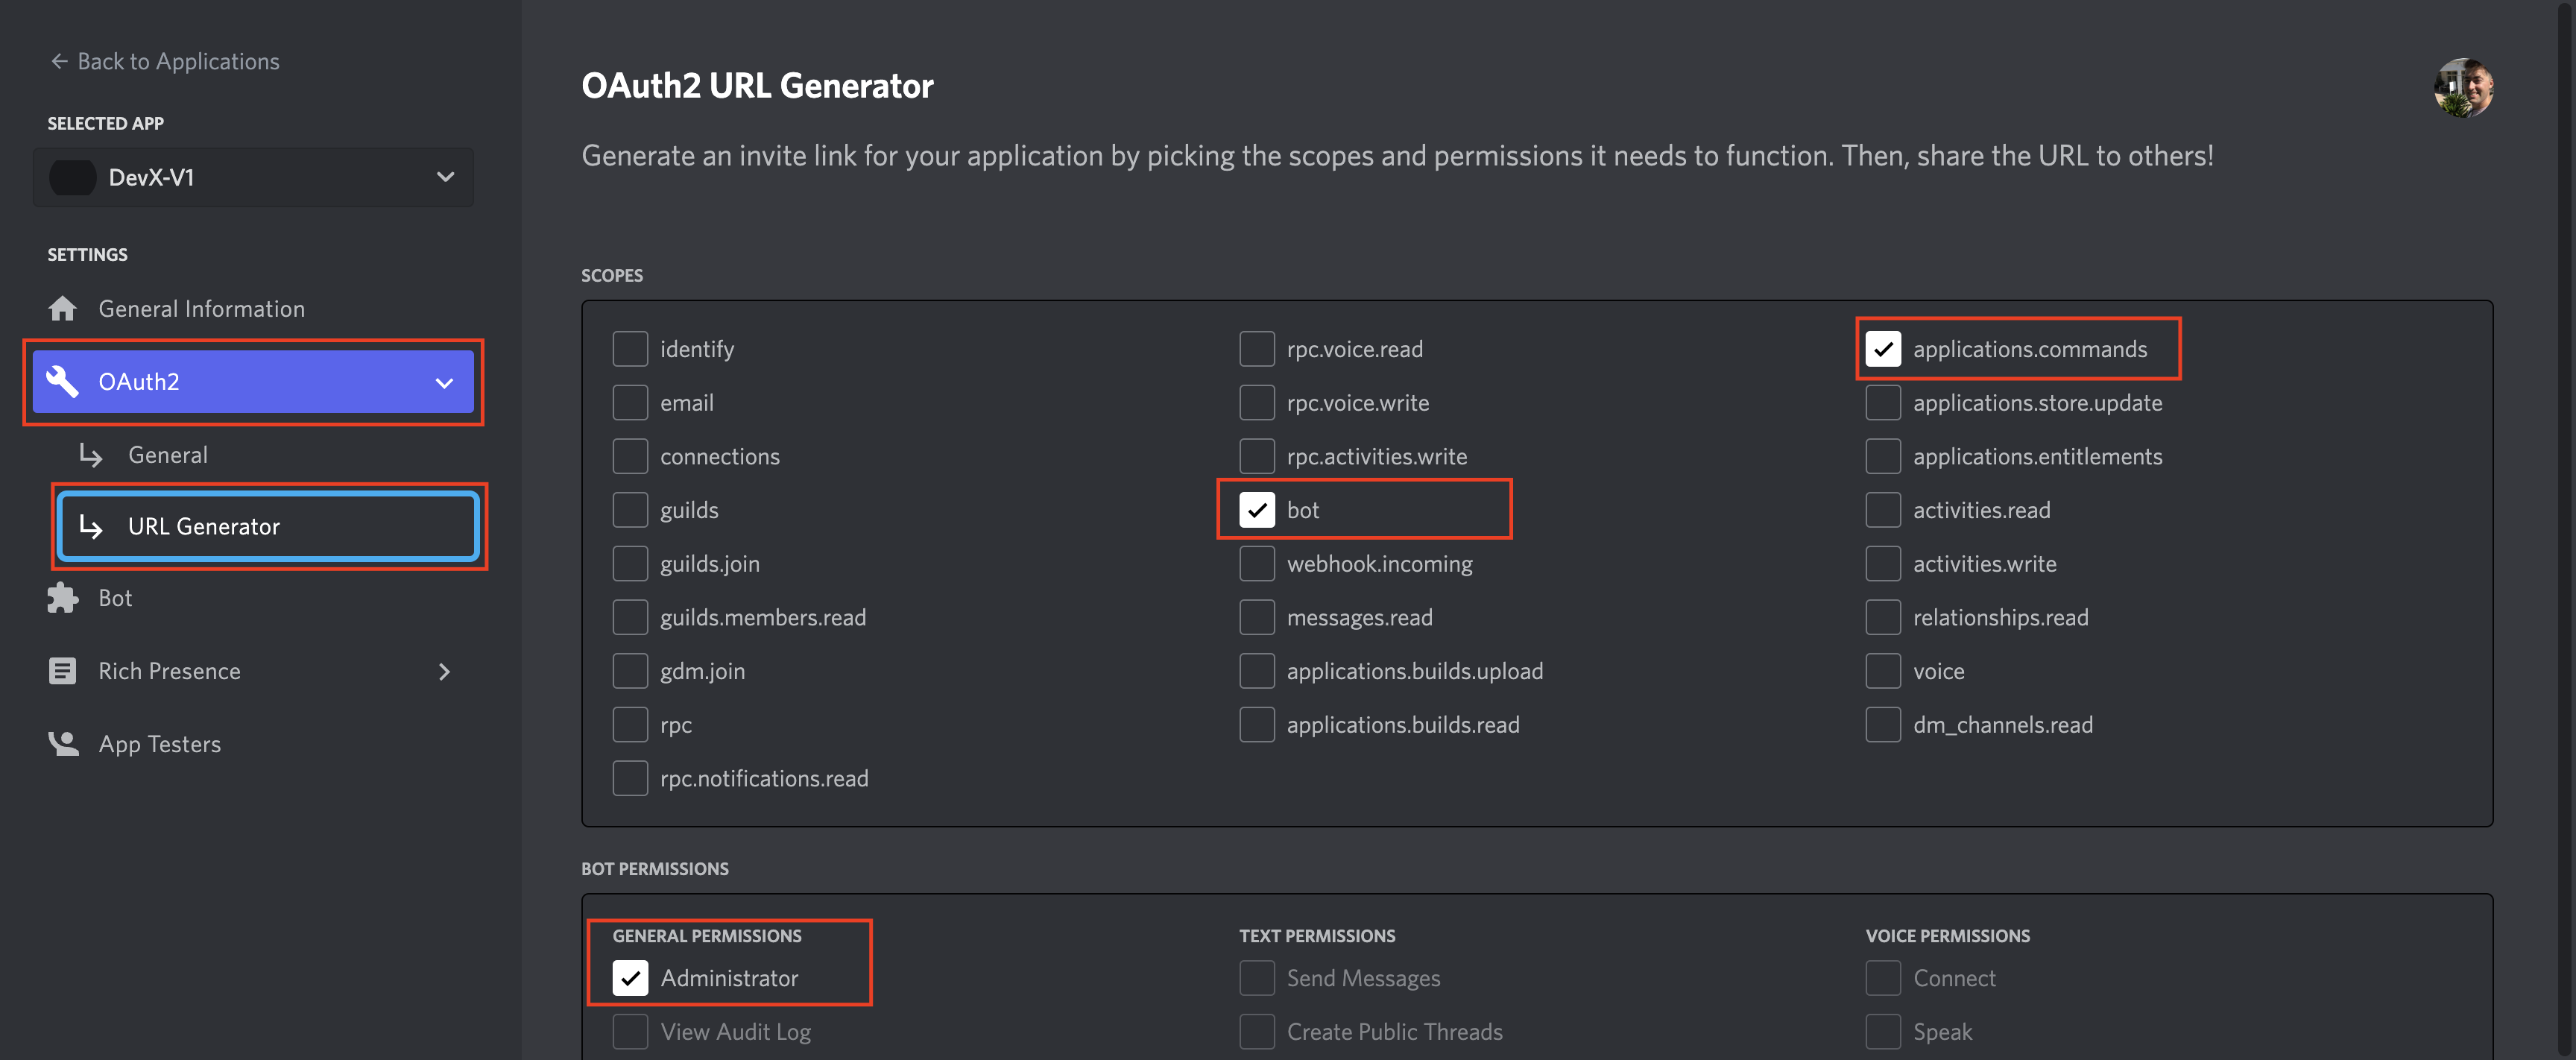 Back to Applications
SELECTED APP
DevX-V1
SETTINGS
General Information
OAuth2
General
URL Generator
Bot
Rich Presence
App Testers
OAuth2 URL Generator
Generate an invite link for your application by picking the scopes and permissions it needs to function. Then, share the URL to others!
SCOPES
identify
email
connections
guilds
guilds.join
guilds.members.read
gdm.join
rpc
rpc.notifications.read
rpc.voice.read
rpc.voice.write
rpc.activities.write
bot
webhook.incoming
messages.read
applications.builds.upload
applications.builds.read
applications.commands
applications.store.update
applications.entitlements
activities.read
activities.write
relationships.read
voice
dm_channels.read
BOT PERMISSIONS
GENERAL PERMISSIONS
Administrator
View Audit Log
TEXT PERMISSIONS
Send Messages
Create Public Threads
VOICE PERMISSIONS
Connect
Speak